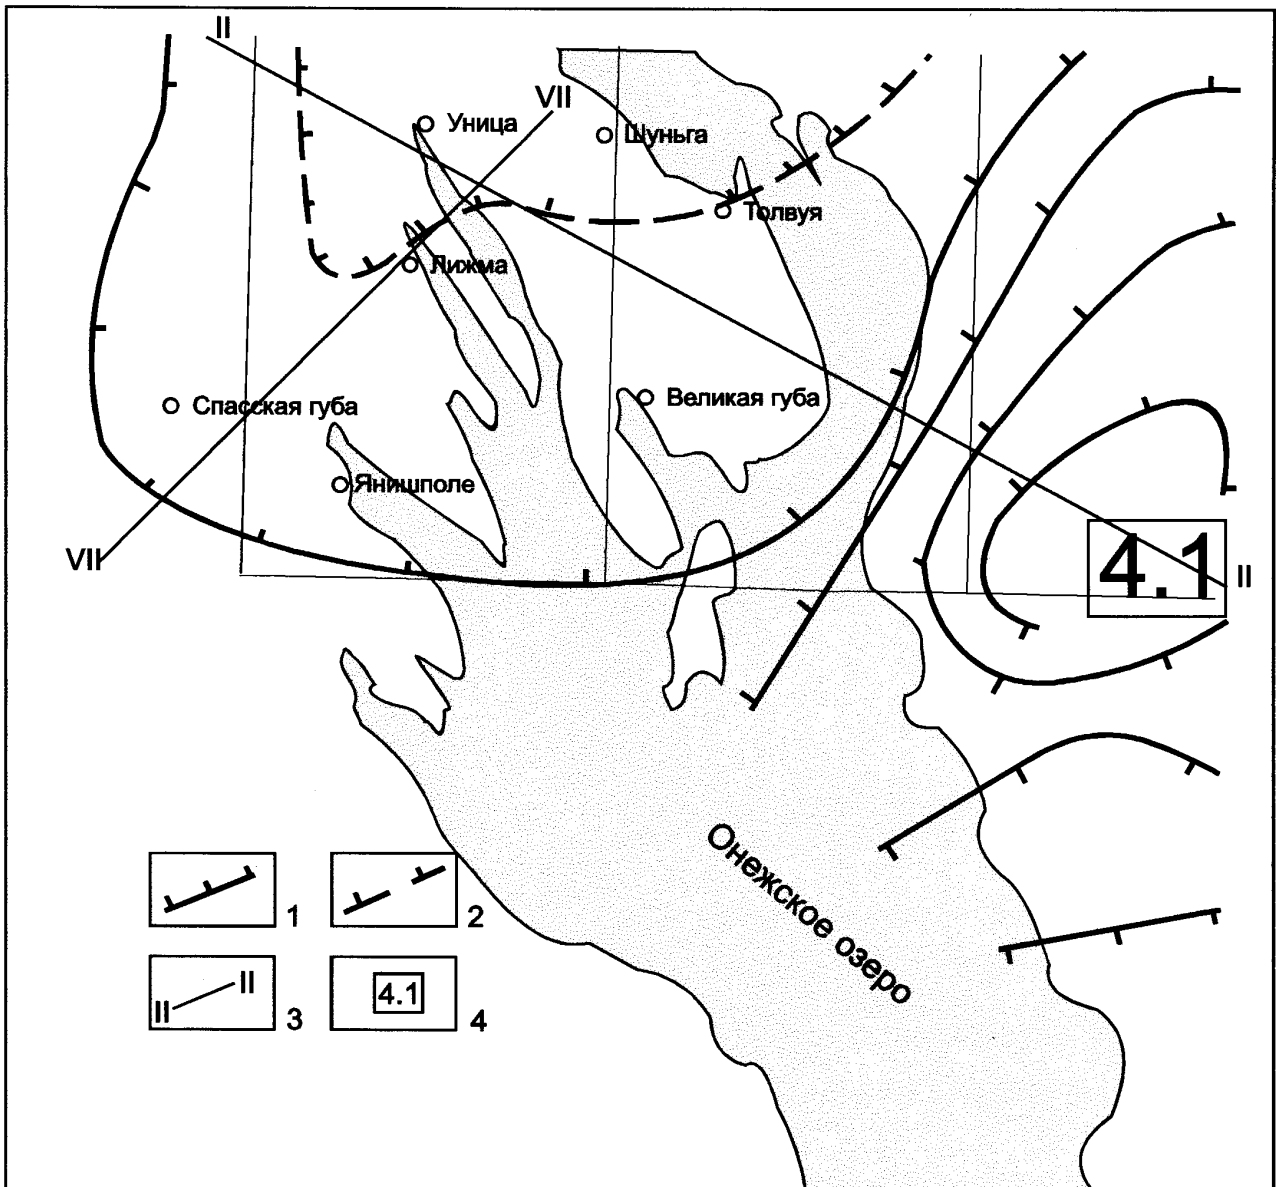 II
VII
Уница
Шуньга
Толвуя
Лижма
Спасская губа
Великая губа
Янишполе
VII
4.1
II
Онежское озеро
1
2
II
II
3
4.1
4